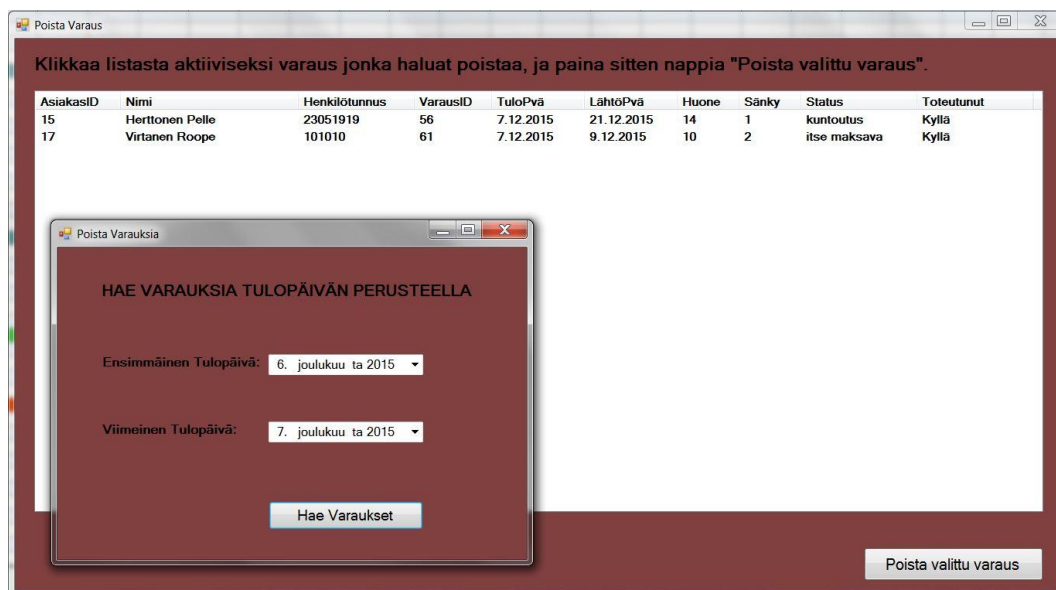 Poista Varaus
Klikkaa listasta aktiiviseksi varaus jonka haluat poistaa, ja paina sitten nappia "Poista valittu varaus".
AsiakasID Nimi Henkilötunnus VarausID TuloPvä LähtöPvä Huone Sänky Status Toteutunut
15 Herttonen Pelle 23051919 56 7.12.2015 21.12.2015 14 1 kuntoutus Kyllä
17 Virtanen Roope 101010 61 7.12.2015 9.12.2015 10 2 itse maksava Kyllä
Poista Varauksia
HAE VARAUKSIA TULOPÄIVÄN PERUSTEELLA
Ensimmäinen Tulopäivä: 6. joulukuu ta 2015
Viimeinen Tulopäivä: 7. joulukuu ta 2015
Hae Varaukset
Poista valittu varaus